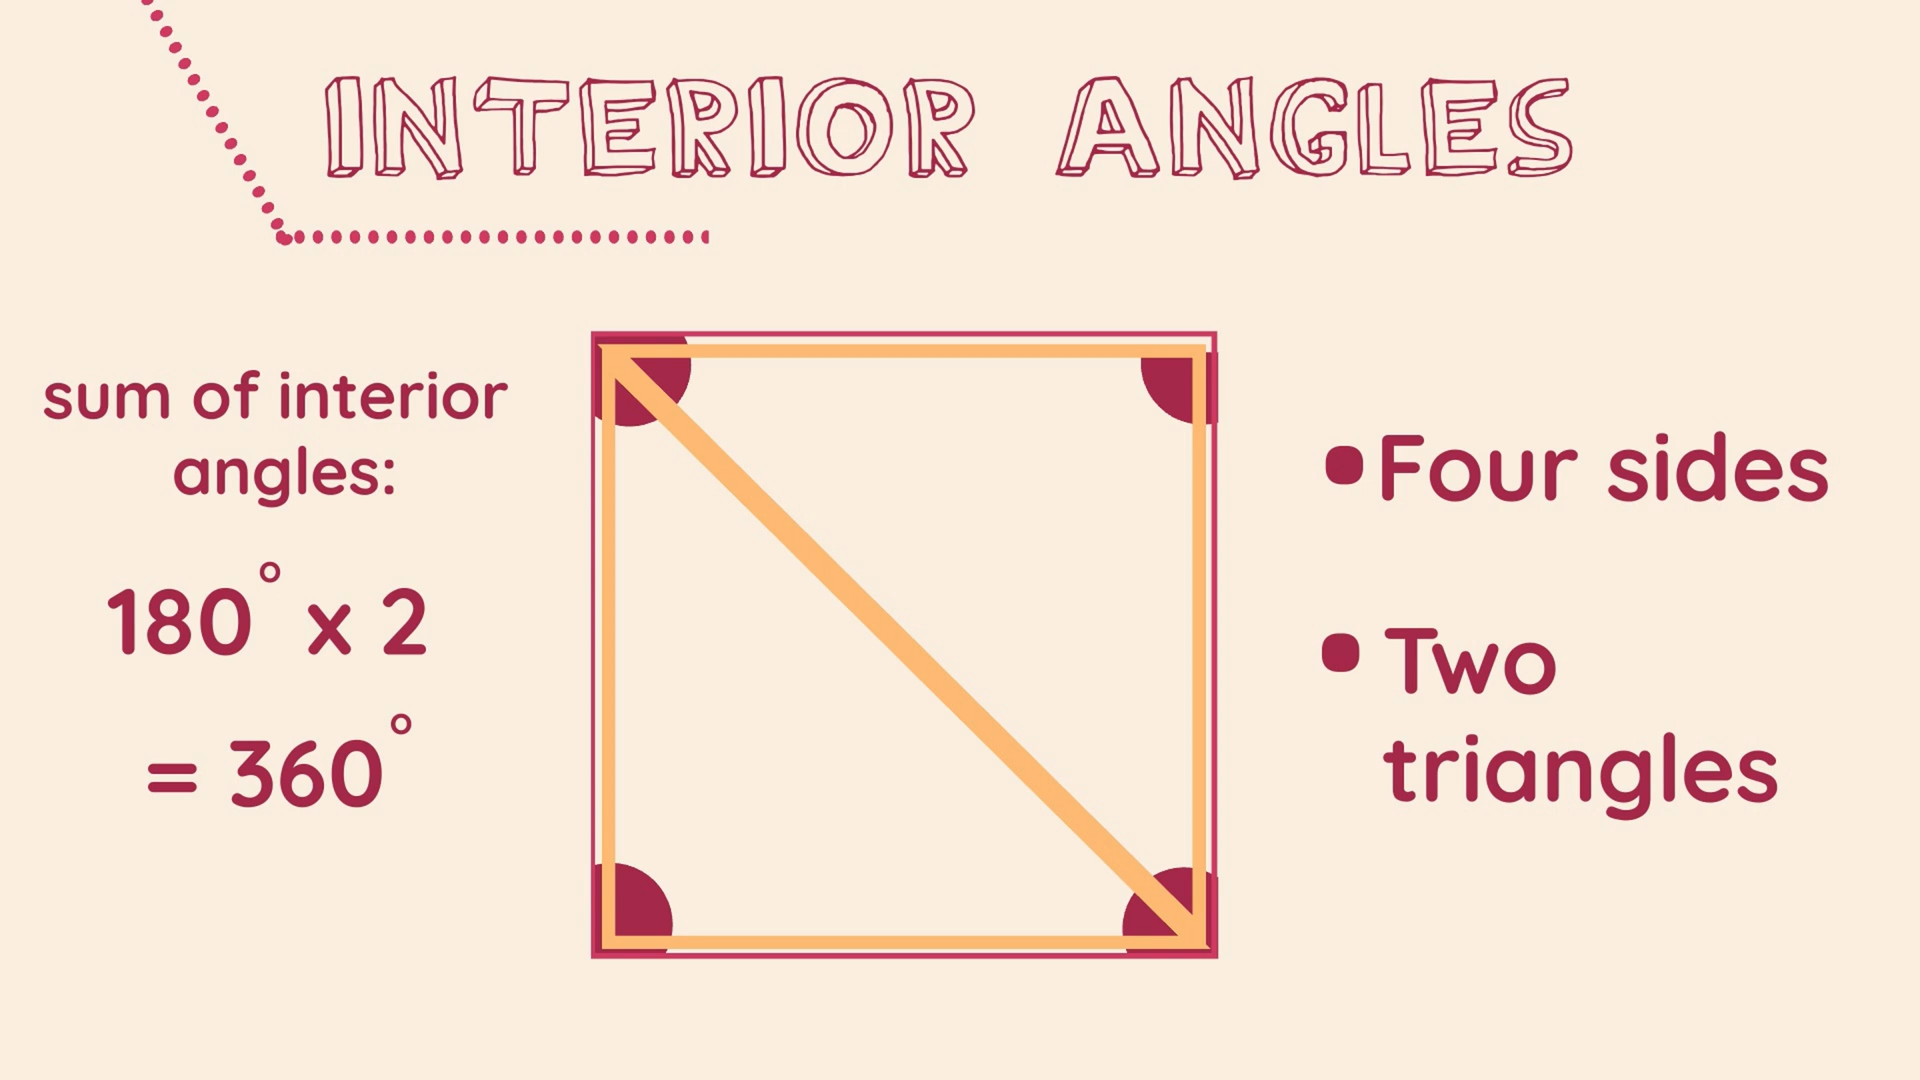 INTERIOR ANGLES
sum of interior
angles:
180° x 2
= 360°
•Four sides
• Two
triangles